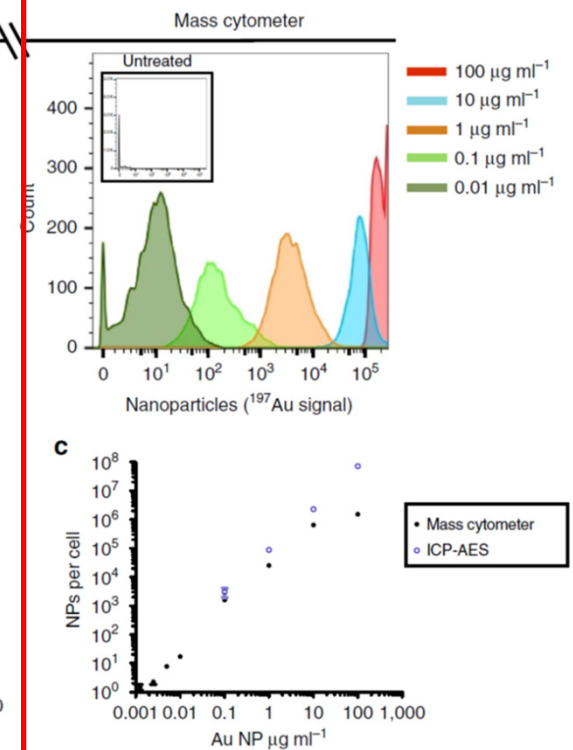 Mass cytometer
Untreated
400
300
200
100
0
Count
0 10¹ 10² 10³ 10⁴ 10⁵
Nanoparticles (¹⁹⁷Au signal)
100 µg ml⁻¹
10 µg ml⁻¹
1 µg ml⁻¹
0.1 µg ml⁻¹
0.01 µg ml⁻¹
c
10⁸
10⁷
10⁶
10⁵
10⁴
10³
10²
10¹
10⁰
NPs per cell
0.001 0.01 0.1 1 10 100 1,000
Au NP µg ml⁻¹
Mass cytometer
ICP-AES